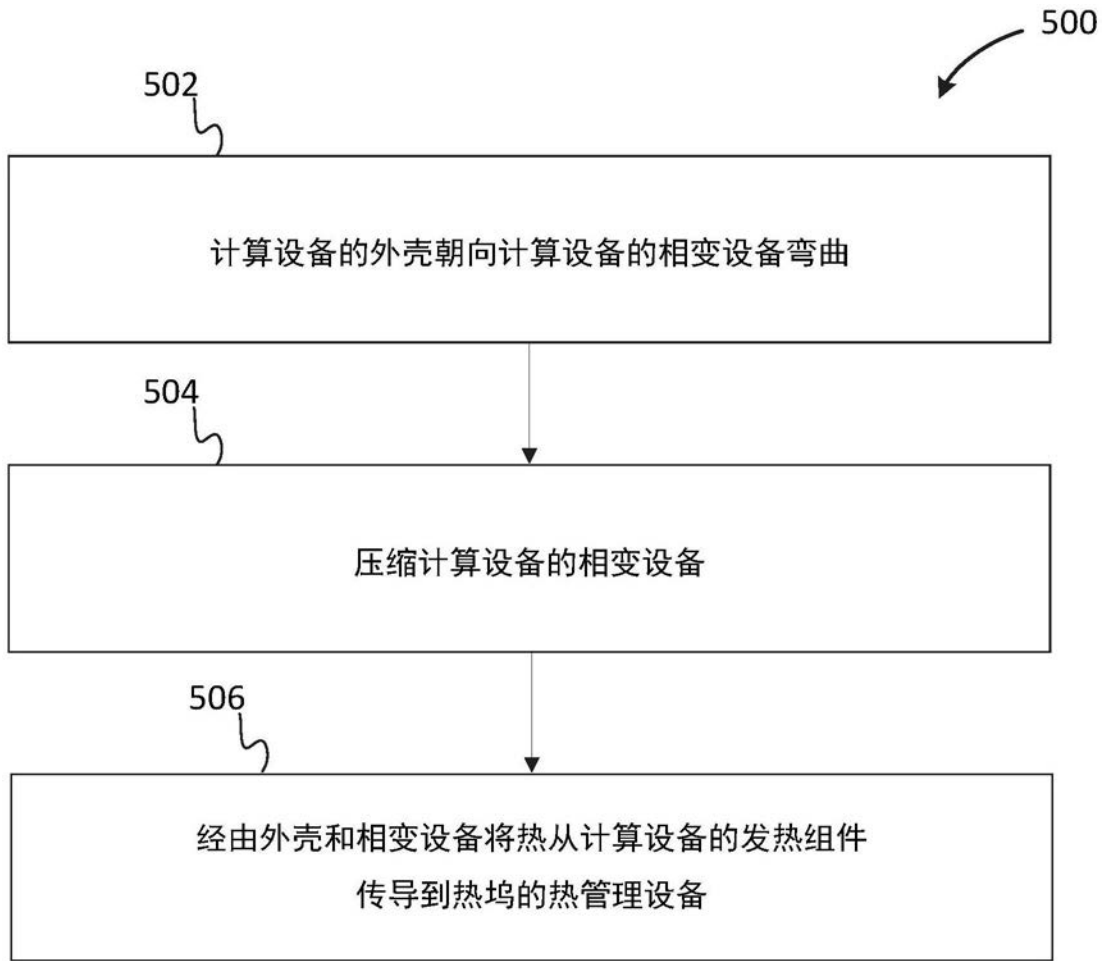 500
502
计算设备的外壳朝向计算设备的相变设备弯曲
504
压缩计算设备的相变设备
506
经由外壳和相变设备将热从计算设备的发热组件
传导到热坞的热管理设备